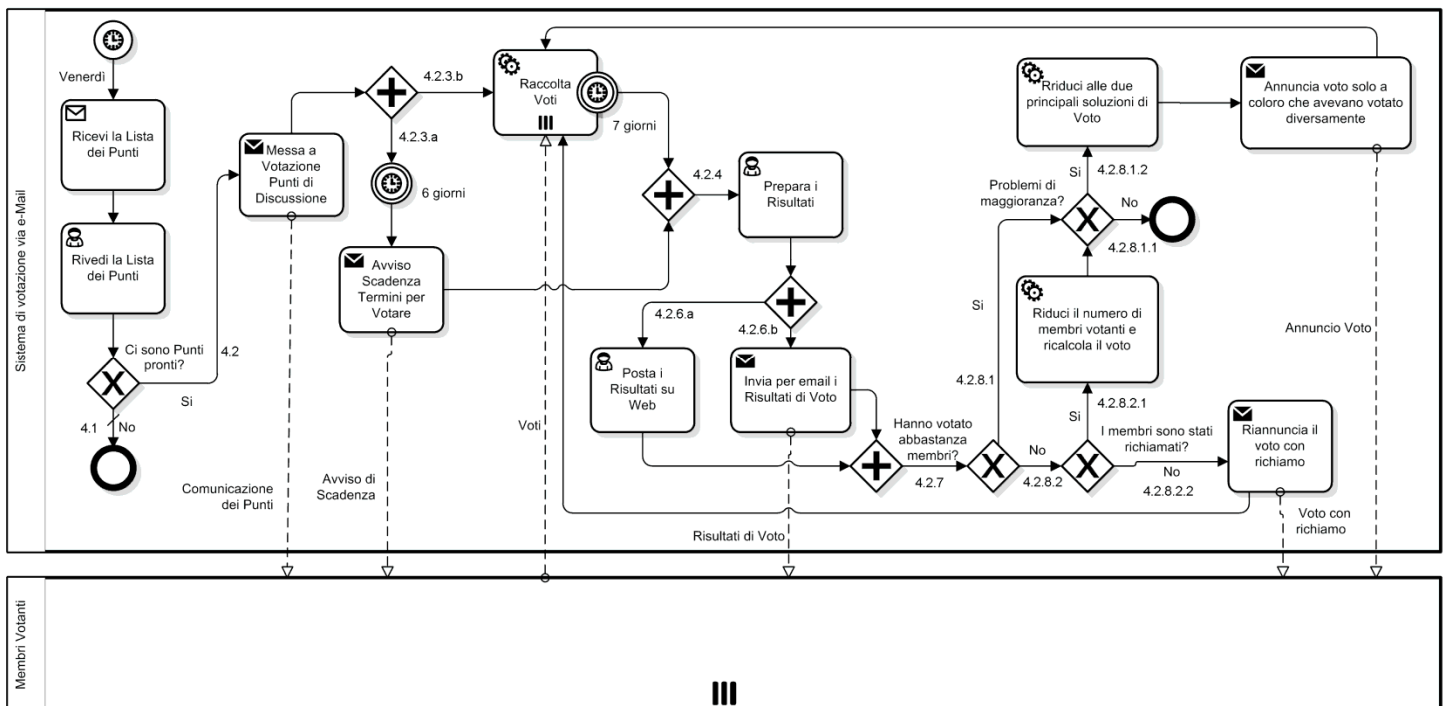 Sistema di votazione via e-Mail
Venerdì
Ricevi la Lista
dei Punti
Rivedi la Lista
dei Punti
Ci sono Punti
pronti?
4.2
Si
4.1
No
Messa a
Votazione
Punti di
Discussione
Comunicazione
dei Punti
4.2.3.b
4.2.3.a
6 giorni
Avviso
Scadenza
Termini per
Votare
Avviso di
Scadenza
Raccolta
Voti
7 giorni
Voti
4.2.4
Prepara i
Risultati
4.2.6.a
4.2.6.b
Posta i
Risultati su
Web
Invia per email i
Risultati di Voto
Risultati di Voto
4.2.7
Hanno votato
abbastanza
membri?
Si
4.2.8.1
No
4.2.8.2
I membri sono stati
richiamati?
Si
4.2.8.2.1
No
4.2.8.2.2
Riannuncia il
voto con
richiamo
Voto con
richiamo
Riduci il numero di
membri votanti e
ricalcola il voto
Problemi di
maggioranza?
Si
4.2.8.1.2
No
4.2.8.1.1
Rriduci alle due
principali soluzioni di
Voto
Annuncia voto solo a
coloro che avevano votato
diversamente
Annuncio Voto
Membri Votanti